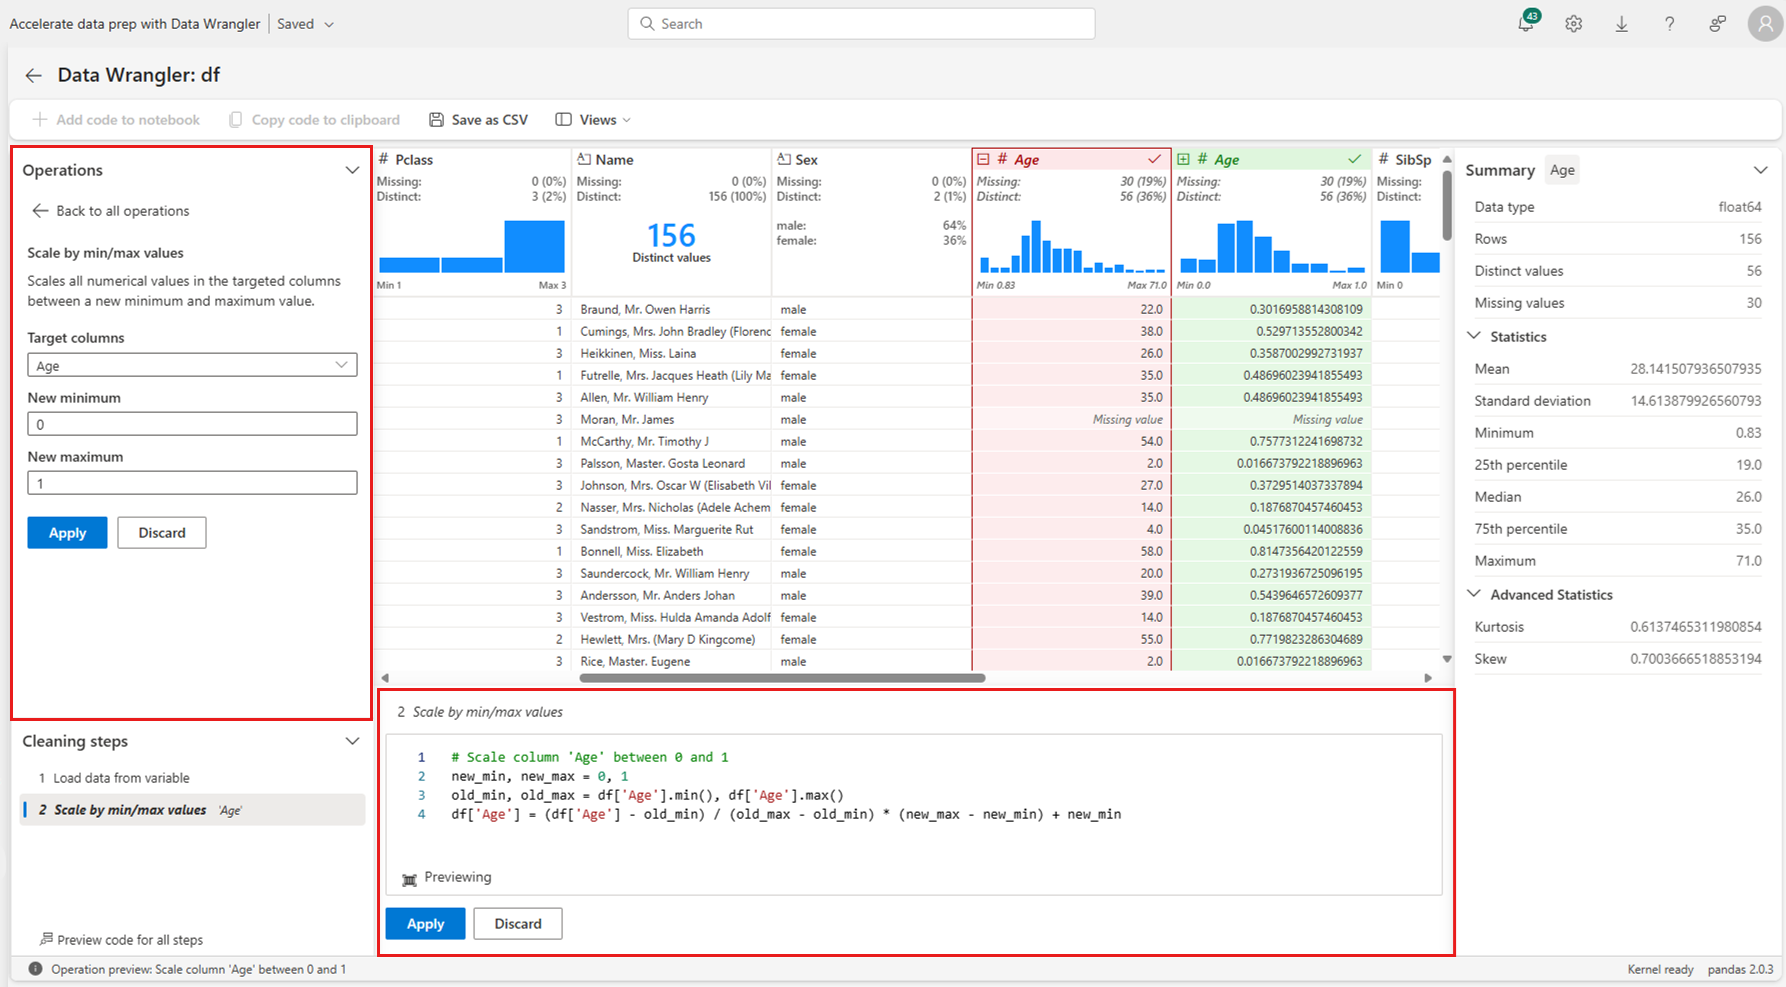 Accelerate data prep with Data Wrangler | Saved
Search
43
Data Wrangler: df
Add code to notebook
Copy code to clipboard
Save as CSV
Views
Operations
Back to all operations
Scale by min/max values
Scales all numerical values in the targeted columns
between a new minimum and maximum value.
Target columns
Age
New minimum
0
New maximum
1
Apply Discard
Cleaning steps
1 Load data from variable
2 Scale by min/max values 'Age'
Preview code for all steps
# Pclass
Missing: 0 (0%)
Distinct: 3 (2%)
Min 1 Max 3
Name
Missing: 0 (0%)
Distinct: 156 (100%)
156
Distinct values
Sex
Missing: 0 (0%)
Distinct: 2 (1%)
male: 64%
female: 36%
# Age
Missing: 30 (19%)
Distinct: 56 (36%)
Min 0.83 Max 71.0
# Age
Missing: 30 (19%)
Distinct: 56 (36%)
Min 0.0 Max 1.0
# SibSp
Missing:
Distinct:
Min 0
3 Braund, Mr. Owen Harris male 22.0 0.3016958814308109
1 Cumings, Mrs. John Bradley (Florenc female 38.0 0.529713552800342
3 Heikkinen, Miss. Laina female 26.0 0.3587002992731937
1 Futrelle, Mrs. Jacques Heath (Lily Ma female 35.0 0.48696023941855493
3 Allen, Mr. William Henry male 35.0 0.48696023941855493
3 Moran, Mr. James male Missing value Missing value
1 McCarthy, Mr. Timothy J male 54.0 0.7577312241698732
3 Palsson, Master. Gosta Leonard male 2.0 0.016673792218896963
3 Johnson, Mrs. Oscar W (Elisabeth Vil female 27.0 0.3729514037337894
2 Nasser, Mrs. Nicholas (Adele Achem female 14.0 0.1876870457460453
3 Sandstrom, Miss. Marguerite Rut female 4.0 0.04517600114008836
1 Bonnell, Miss. Elizabeth female 58.0 0.8147356420122559
3 Saundercock, Mr. William Henry male 20.0 0.2731936725096195
3 Andersson, Mr. Anders Johan male 39.0 0.5439646572609377
3 Vestrom, Miss. Hulda Amanda Adolf female 14.0 0.1876870457460453
2 Hewlett, Mrs. (Mary D Kingcome) female 55.0 0.7719823286304689
3 Rice, Master. Eugene male 2.0 0.016673792218896963
2 Scale by min/max values
1 # Scale column 'Age' between 0 and 1
2 new_min, new_max = 0, 1
3 old_min, old_max = df['Age'].min(), df['Age'].max()
4 df['Age'] = (df['Age'] - old_min) / (old_max - old_min) * (new_max - new_min) + new_min
Previewing
Apply Discard
Summary Age
Data type float64
Rows 156
Distinct values 56
Missing values 30
Statistics
Mean 28.141507936507935
Standard deviation 14.613879926560793
Minimum 0.83
25th percentile 19.0
Median 26.0
75th percentile 35.0
Maximum 71.0
Advanced Statistics
Kurtosis 0.6137465311980854
Skew 0.7003666518853194
Operation preview: Scale column 'Age' between 0 and 1
Kernel ready pandas 2.0.3